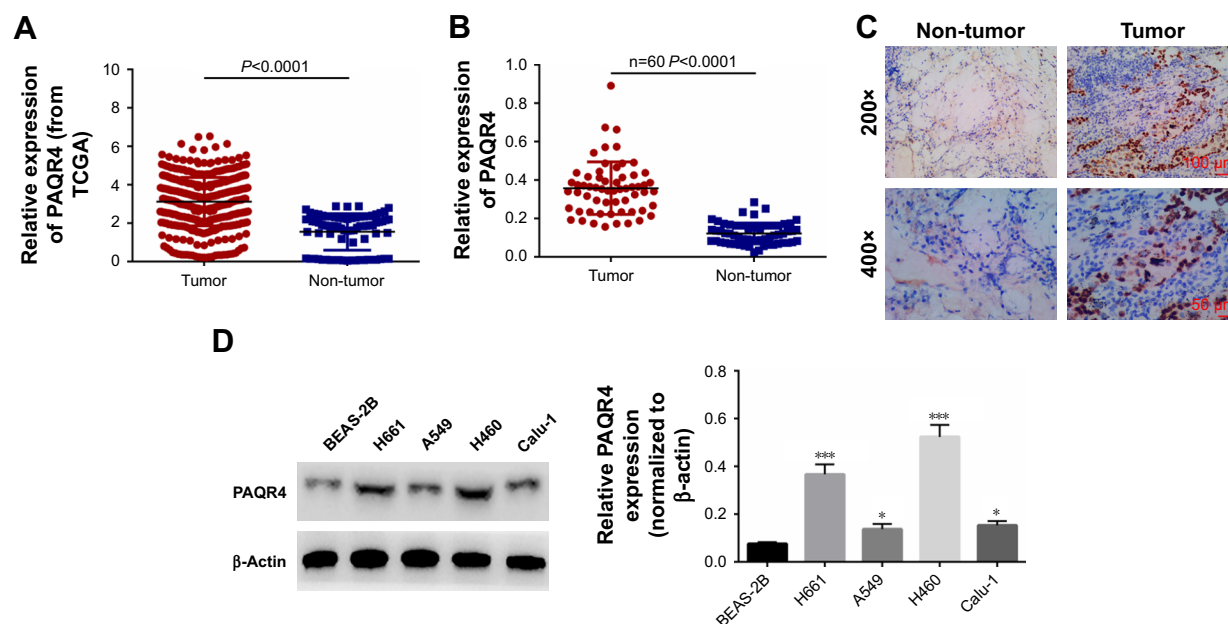 A
Relative expression
of PAQR4 (from
TCGA)
P<0.0001
10
8
6
4
2
0
Tumor
Non-tumor
B
Relative expression
of PAQR4
n=60 P<0.0001
1.0
0.8
0.6
0.4
0.2
0.0
Tumor
Non-tumor
C
Non-tumor
Tumor
200×
100 μ
400×
50 μ
D
BEAS-2B
H661
A549
H460
Calu-1
PAQR4
β-Actin
Relative PAQR4
expression
(normalized to
β-actin)
0.8
0.6
0.4
0.2
0.0
***
*
***
*
BEAS-2B
H661
A549
H460
Calu-1